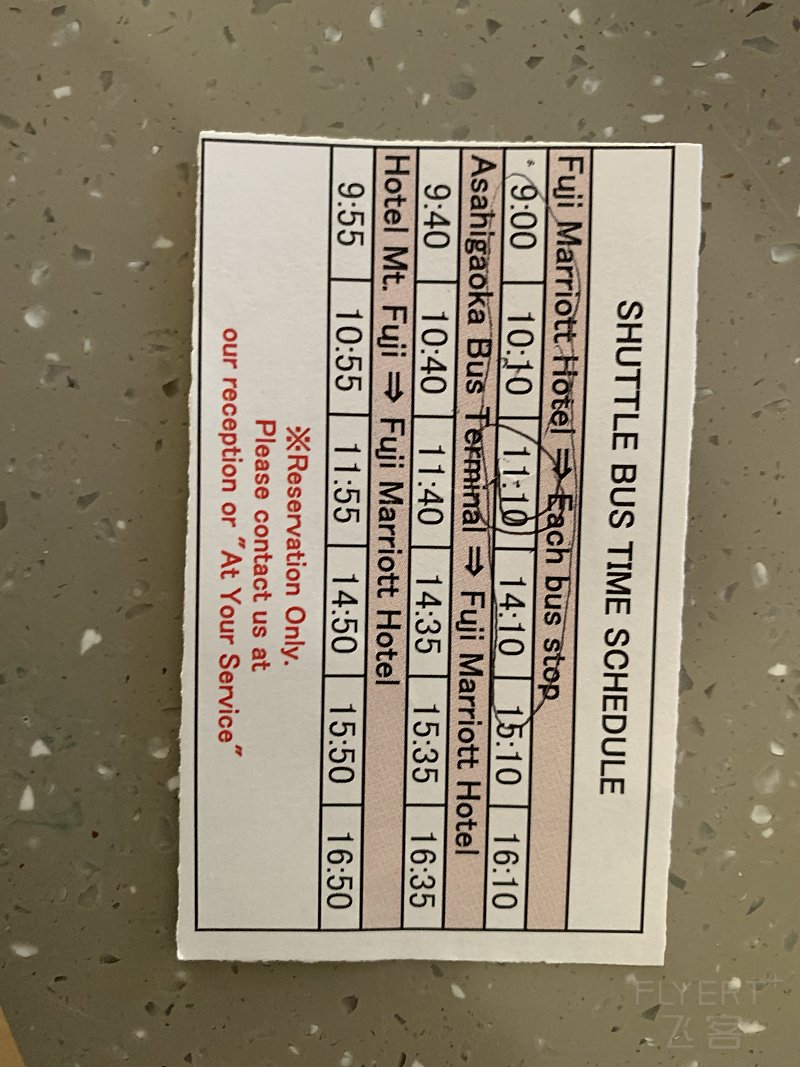 SHUTTLE BUS TIME SCHEDULE
Fuji Marriott Hotel ⇒ Each bus stop
9:00 10:10 11:10 14:10 15:10 16:10
Asahigaoka Bus Terminal ⇒ Fuji Marriott Hotel
9:40 10:40 11:40 14:35 15:35 16:35
Hotel Mt. Fuji ⇒ Fuji Marriott Hotel
9:55 10:55 11:55 14:50 15:50 16:50
※Reservation Only.
Please contact us at
our reception or "At Your Service"
FLYERT
飞客